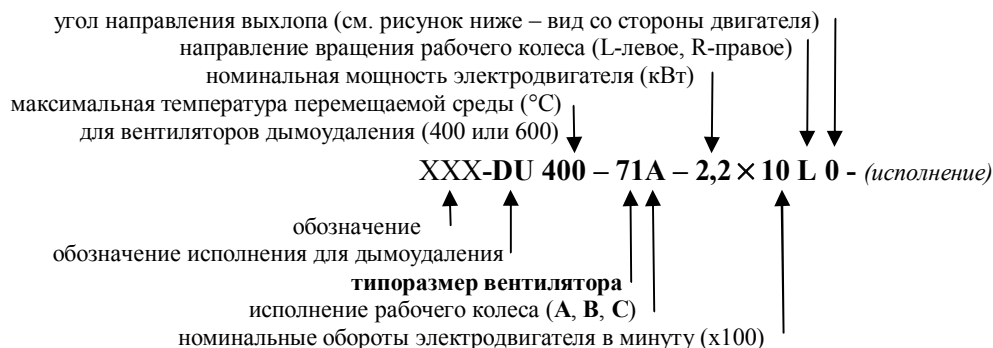 угол направления выхлопа (см. рисунок ниже – вид со стороны двигателя)
направление вращения рабочего колеса (L-левое, R-правое)
номинальная мощность электродвигателя (кВт)
максимальная температура перемещаемой среды (°C)
для вентиляторов дымоудаления (400 или 600)
XXX-DU 400 – 71A – 2,2 × 10 L 0 - (исполнение)
обозначение
обозначение исполнения для дымоудаления
типоразмер вентилятора
исполнение рабочего колеса (A, B, C)
номинальные обороты электродвигателя в минуту (x100)